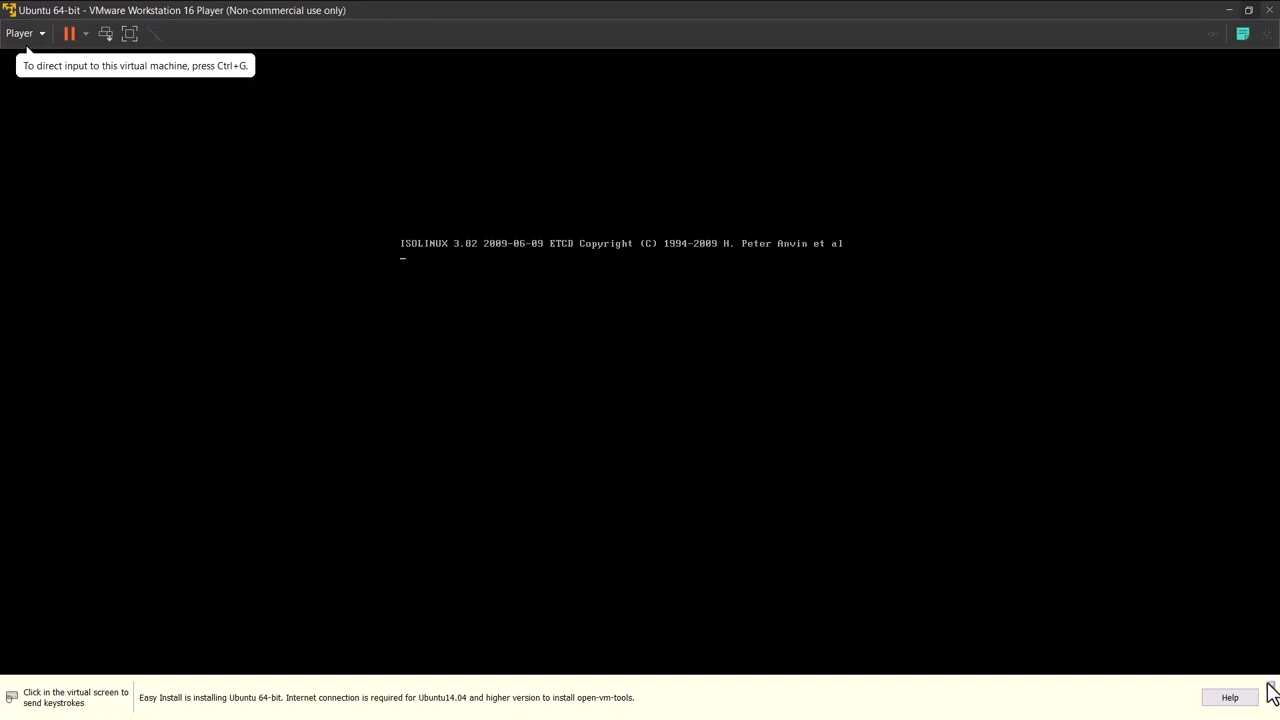 Ubuntu 64-bit - VMware Workstation 16 Player (Non-commercial use only)
Player
To direct input to this virtual machine, press Ctrl+G.
ISOLINUX 3.82 2009-06-09 ETCD Copyright (C) 1994-2009 H. Peter Anvin et al
Click in the virtual screen to
send keystrokes
Easy Install is installing Ubuntu 64-bit. Internet connection is required for Ubuntu14.04 and higher version to install open-vm-tools.
Help